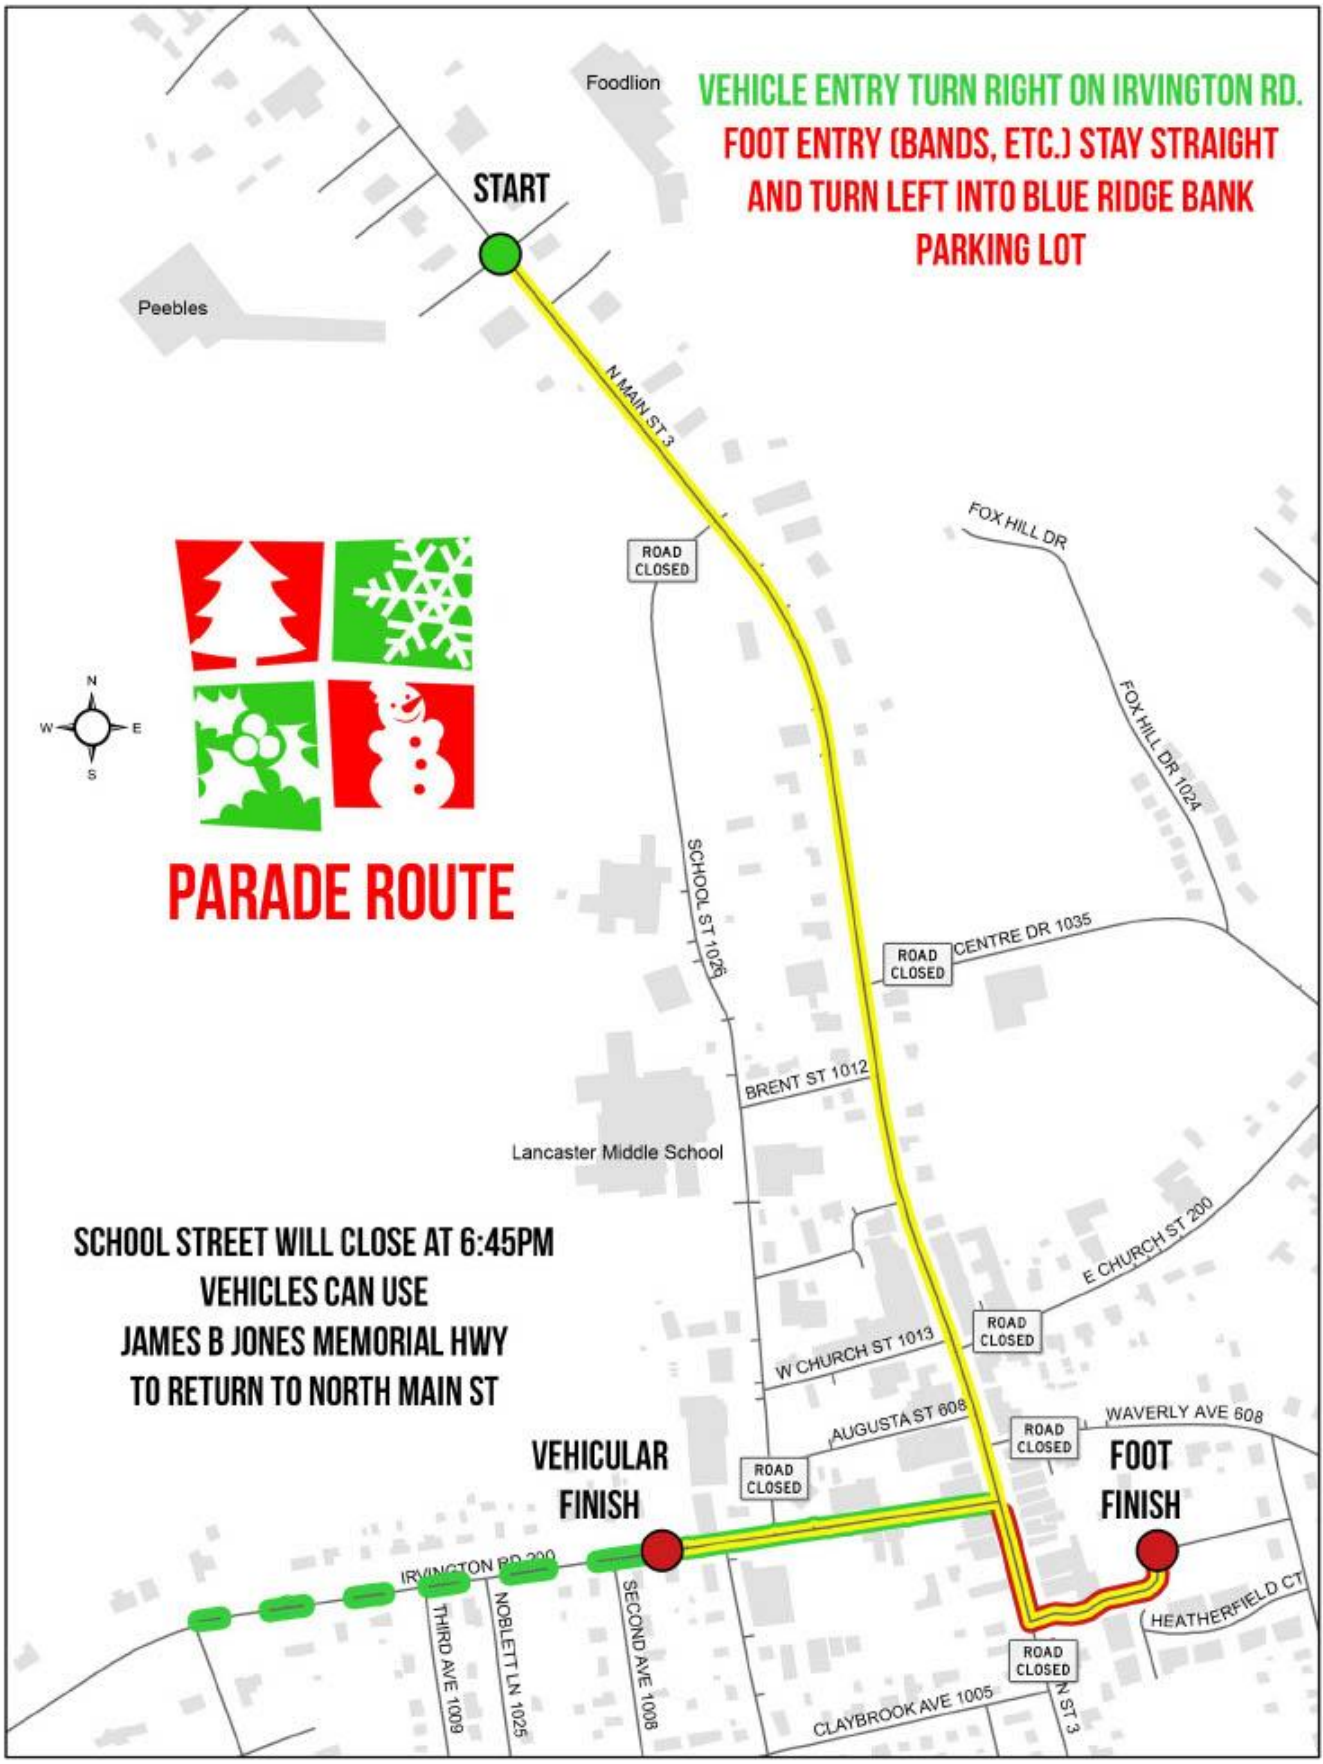 Foodlion
VEHICLE ENTRY TURN RIGHT ON IRVINGTON RD.
FOOT ENTRY (BANDS, ETC.) STAY STRAIGHT
AND TURN LEFT INTO BLUE RIDGE BANK
PARKING LOT
START
Peebles
N MAIN ST 3
ROAD
CLOSED
FOX HILL DR
N
W
E
S
FOX HILL DR 1024
PARADE ROUTE
SCHOOL ST 1026
CENTRE DR 1035
ROAD
CLOSED
BRENT ST 1012
Lancaster Middle School
SCHOOL STREET WILL CLOSE AT 6:45PM
VEHICLES CAN USE
JAMES B JONES MEMORIAL HWY
TO RETURN TO NORTH MAIN ST
E CHURCH ST 200
ROAD
CLOSED
W CHURCH ST 1013
AUGUSTA ST 608
WAVERLY AVE 608
ROAD
CLOSED
VEHICULAR
FINISH
ROAD
CLOSED
FOOT
FINISH
IRVINGTON RD 200
THIRD AVE 1009
NOBLETT LN 1025
SECOND AVE 1008
HEATHERFIELD CT
ROAD
CLOSED
CLAYBROOK AVE 1005
N ST 3